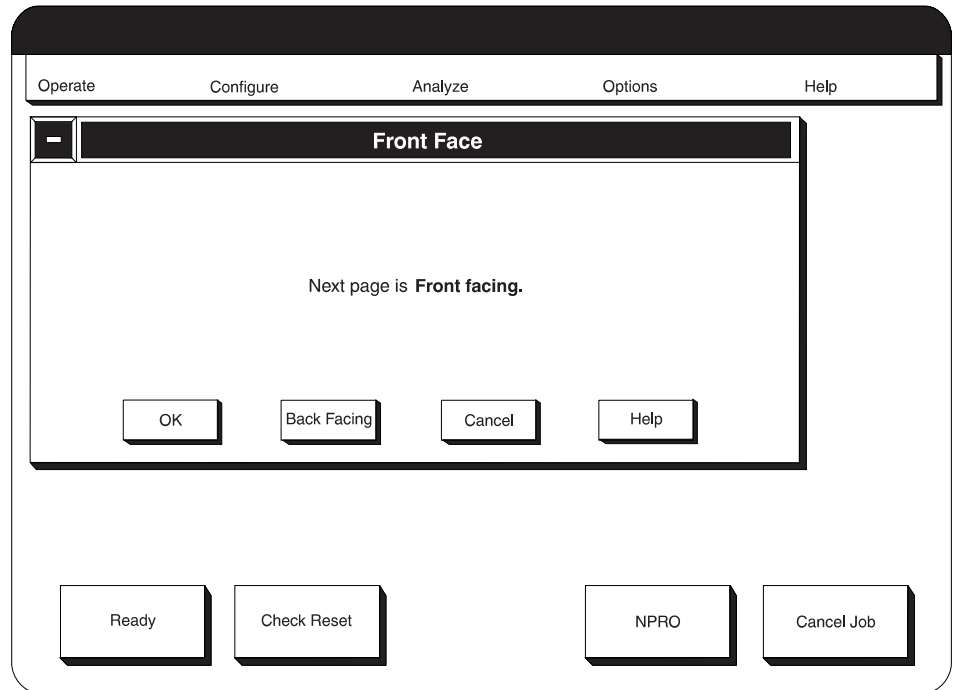 Operate Configure Analyze Options Help
Front Face
Next page is Front facing.
OK Back Facing Cancel Help
Ready Check Reset NPRO Cancel Job